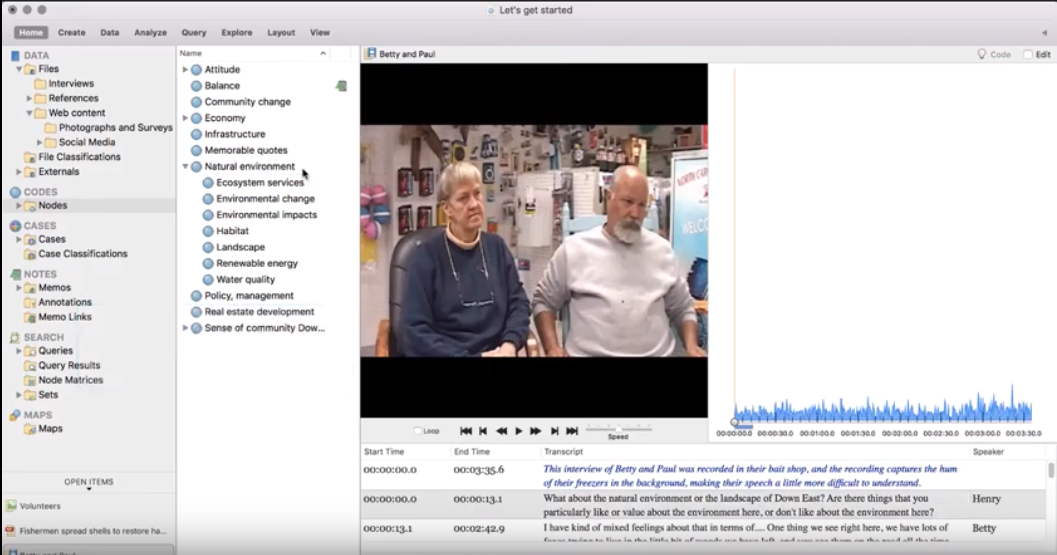 Let's get started
Home Create Data Analyze Query Explore Layout View
DATA
Files
Interviews
References
Web content
Photographs and Surveys
Social Media
File Classifications
Externals
CODES
Nodes
CASES
Cases
Case Classifications
NOTES
Memos
Annotations
Memo Links
SEARCH
Queries
Query Results
Node Matrices
Sets
MAPS
Maps
OPEN ITEMS
Volunteers
Fishermen spread shells to restore ha...
Betty and Paul
Name
Attitude
Balance
Community change
Economy
Infrastructure
Memorable quotes
Natural environment
Ecosystem services
Environmental change
Environmental impacts
Habitat
Landscape
Renewable energy
Water quality
Policy, management
Real estate development
Sense of community Dow...
Betty and Paul
Code Edit
NORTH CAR
WELCO
Loop
Speed
00:00:00.0 00:00:30.0 00:01:00.0 00:01:30.0 00:02:00.0 00:02:30.0 00:03:00.0 00:03:30.0
Start Time End Time Transcript Speaker
00:00:00.0 00:03:35.6 This interview of Betty and Paul was recorded in their bait shop, and the recording captures the hum
of their freezers in the background, making their speech a little more difficult to understand.
00:00:00.0 00:00:13.1 What about the natural environment or the landscape of Down East? Are there things that you Henry
particularly like or value about the environment here, or don't like about the environment here?
00:00:13.1 00:02:42.9 I have kind of mixed feelings about that in terms of.... One thing we see right here, we have lots of Betty